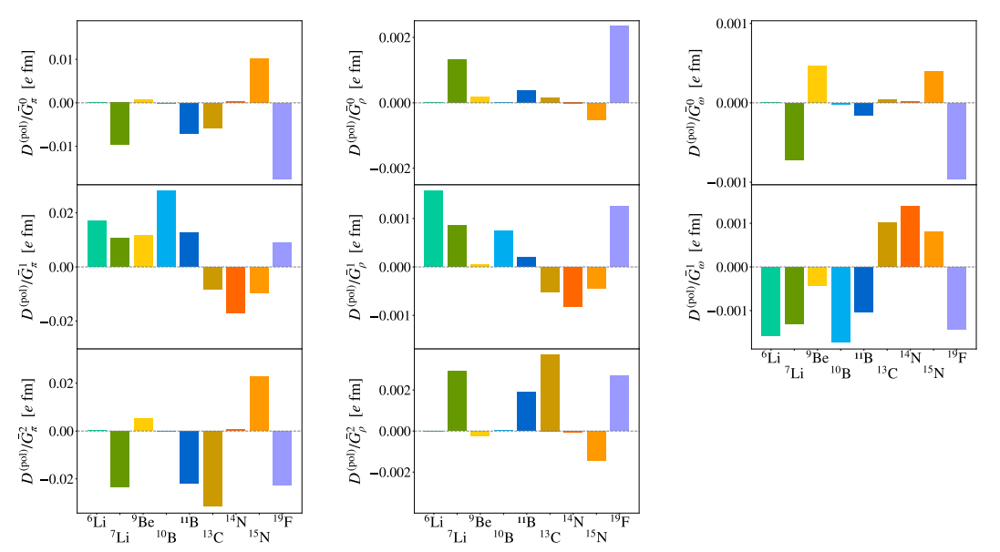 D^(pol)/Ḡ_π^0 [e fm]
0.01
0.00
−0.01
D^(pol)/Ḡ_ρ^0 [e fm]
0.002
0.000
−0.002
D^(pol)/Ḡ_ω^0 [e fm]
0.001
0.000
−0.001
D^(pol)/Ḡ_π^1 [e fm]
0.02
0.00
−0.02
D^(pol)/Ḡ_ρ^1 [e fm]
0.001
0.000
−0.001
D^(pol)/Ḡ_ω^1 [e fm]
0.001
0.000
−0.001
⁶Li ⁹Be ¹¹B ¹⁴N ¹⁹F
⁷Li ¹⁰B ¹³C ¹⁵N
D^(pol)/Ḡ_π^2 [e fm]
0.02
0.00
−0.02
⁶Li ⁹Be ¹¹B ¹⁴N ¹⁹F
⁷Li ¹⁰B ¹³C ¹⁵N
D^(pol)/Ḡ_ρ^2 [e fm]
0.002
0.000
−0.002
⁶Li ⁹Be ¹¹B ¹⁴N ¹⁹F
⁷Li ¹⁰B ¹³C ¹⁵N